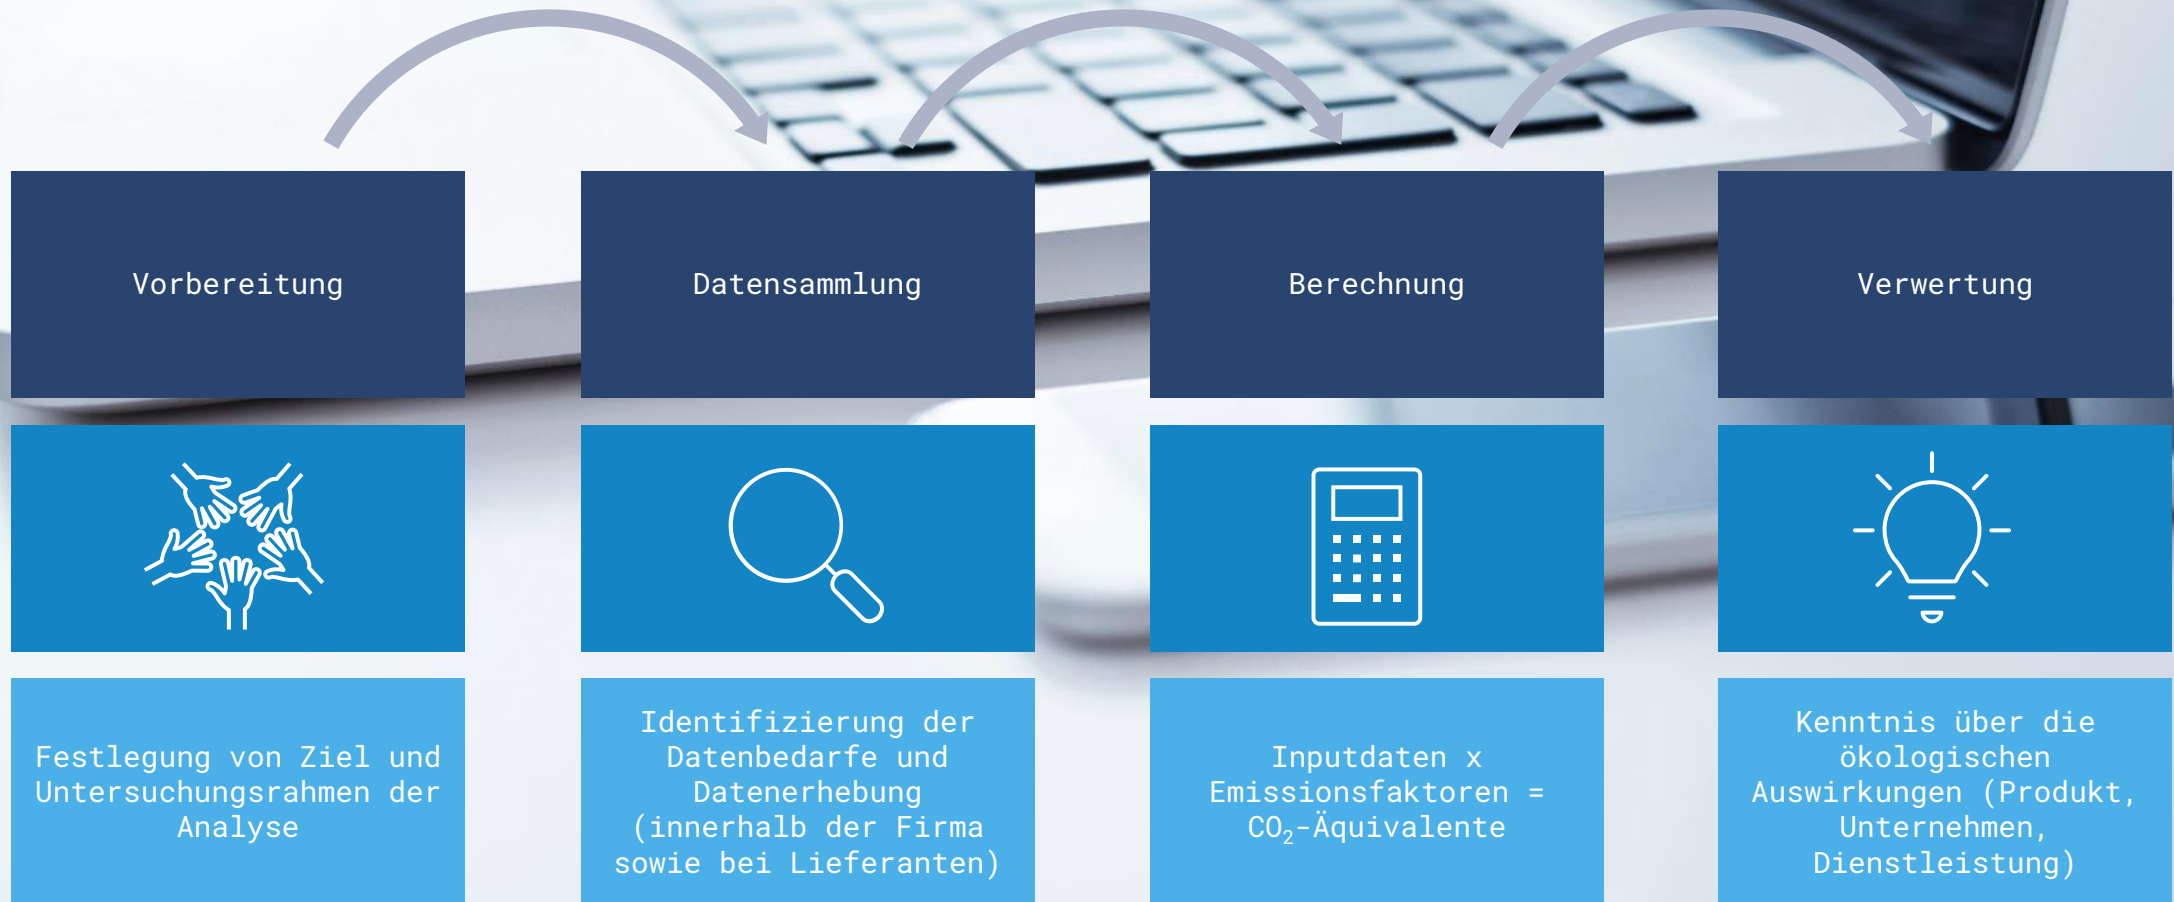 Vorbereitung
Datensammlung
Berechnung
Verwertung
Festlegung von Ziel und
Untersuchungsrahmen der
Analyse
Identifizierung der
Datenbedarfe und
Datenerhebung
(innerhalb der Firma
sowie bei Lieferanten)
Inputdaten x
Emissionsfaktoren =
CO₂-Äquivalente
Kenntnis über die
ökologischen
Auswirkungen (Produkt,
Unternehmen,
Dienstleistung)